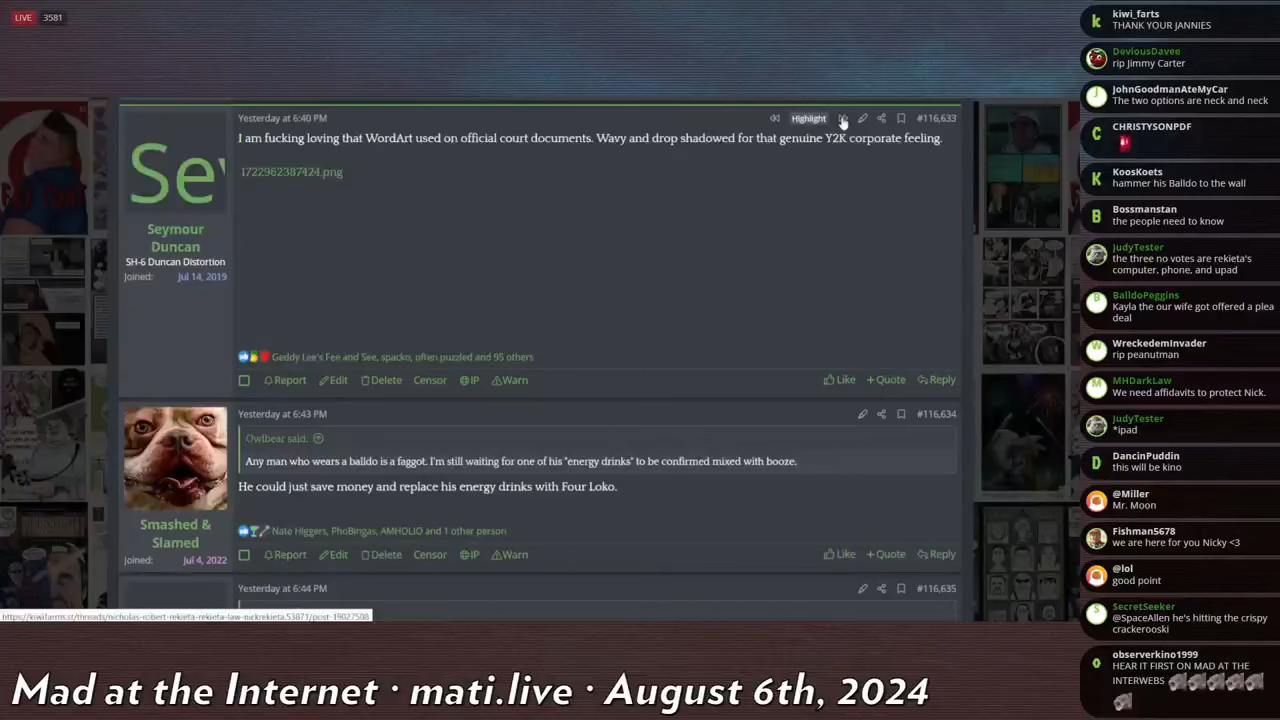 LIVE 3581
Yesterday at 6:40 PM
Highlight
#116,633
I am fucking loving that WordArt used on official court documents. Wavy and drop shadowed for that genuine Y2K corporate feeling.
1722962387424.png
Se
Seymour
Duncan
SH-6 Duncan Distortion
Joined: Jul 14, 2019
Geddy Lee's Fee and See, spacko, often puzzled and 95 others
Report Edit Delete Censor IP Warn
Like +Quote Reply
Yesterday at 6:43 PM
#116,634
Owlbear said:
Any man who wears a balldo is a faggot. I'm still waiting for one of his "energy drinks" to be confirmed mixed with booze.
He could just save money and replace his energy drinks with Four Loko.
Smashed &
Slamed
Joined: Jul 4, 2022
Nate Higgers, PhoBingas, AMHOLIO and 1 other person
Report Edit Delete Censor IP Warn
Like +Quote Reply
Yesterday at 6:44 PM
#116,635
https://kiwifarms.st/threads/nicholas-robert-rekieta-rekieta-law-nickrekieta.53871/post-19027508
Mad at the Internet · mati.live · August 6th, 2024
kiwi_farts
THANK YOUR JANNIES
DeviousDavee
rip Jimmy Carter
JohnGoodmanAteMyCar
The two options are neck and neck
CHRISTYSONPDF
KoosKoets
hammer his Balldo to the wall
Bossmanstan
the people need to know
JudyTester
the three no votes are rekieta's
computer, phone, and upad
BalldoPeggins
Kayla the our wife got offered a plea
deal
WreckedemInvader
rip peanutman
MHDarkLaw
We need affidavits to protect Nick.
JudyTester
*ipad
DancinPuddin
this will be kino
@Miller
Mr. Moon
Fishman5678
we are here for you Nicky <3
@lol
good point
SecretSeeker
@SpaceAllen he's hitting the crispy
crackerooski
observerkino1999
HEAR IT FIRST ON MAD AT THE
INTERWEBS